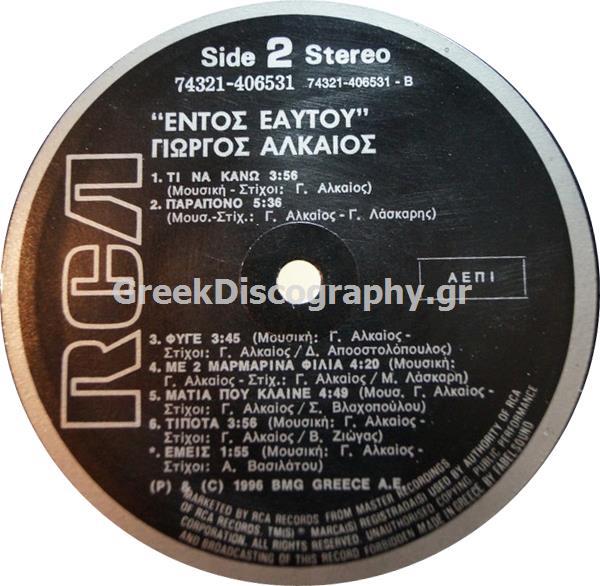 Side 2 Stereo
74321-406531 74321-406531 - B
"ΕΝΤΟΣ ΕΑΥΤΟΥ"
ΓΙΩΡΓΟΣ ΑΛΚΑΙΟΣ
1. ΤΙ ΝΑ ΚΑΝΩ 3:56
(Μουσική - Στίχοι: Γ. Αλκαίος)
2. ΠΑΡΑΠΟΝΟ 5:36
(Μουσ.-Στίχ.: Γ. Αλκαίος - Γ. Λάσκαρης)
RCA
ΑΕΠΙ
GreekDiscography.gr
3. ΦΥΓΕ 3:45 (Μουσική: Γ. Αλκαίος -
Στίχοι: Γ. Αλκαίος / Δ. Αποοστολόπουλος)
4. ΜΕ 2 ΜΑΡΜΑΡΙΝΑ ΦΙΛΙΑ 4:20 (Μουσική:
Γ. Αλκαίος - Στίχ.: Γ. Αλκαίος / Μ. Λάσκαρη)
5. ΜΑΤΙΑ ΠΟΥ ΚΛΑΙΝΕ 4:49 (Μουσ. Γ. Αλκαίος -
Στίχοι: Γ. Αλκαίος / Σ. Βλαχοπούλου)
6. ΤΙΠΟΤΑ 3:56 (Μουσική: Γ. Αλκαίος -
Στίχοι: Γ. Αλκαίος / Β. Ζιώγας)
*. ΕΜΕΙΣ 1:55 (Μουσική: Γ. Αλκαίος -
Στίχοι: Α. Βασιλάτου)
(P) & (C) 1996 BMG GREECE A.E.
MARKETED BY RCA RECORDS FROM MASTER RECORDINGS
OF RCA RECORDS, TM(S) ® MARCA(S) REGISTRADA(S) USED BY AUTHORITY OF RCA
CORPORATION. ALL RIGHTS RESERVED. UNAUTHORISED COPYING PUBLIC PERFORMANCE
AND BROADCASTING OF THIS RECORD FORBIDDEN MADE IN GREECE BY FABELSOUND